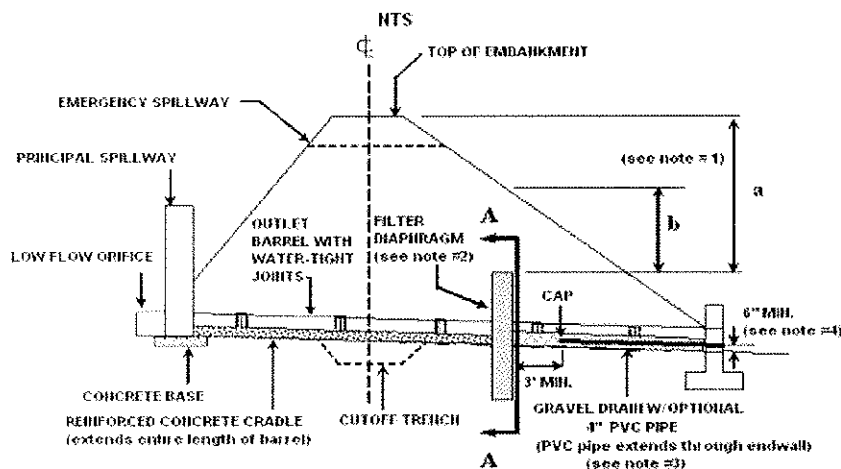 NTS
℄
TOP OF EMBANKMENT
EMERGENCY SPILLWAY
PRINCIPAL SPILLWAY
(see note # 1)
a
b
A
OUTLET
BARREL WITH
WATER-TIGHT
JOINTS
FILTER
DIAPHRAGM
(see note #2)
LOW FLOW ORIFICE
CAP
6" MIN.
(see note #4)
3' MIN.
CONCRETE BASE
REINFORCED CONCRETE CRADLE
(extends entire length of barrel)
CUTOFF TRENCH
GRAVEL DRAIN W/OPTIONAL
4" PVC PIPE
(PVC pipe extends through endwall)
(see note #3)
A